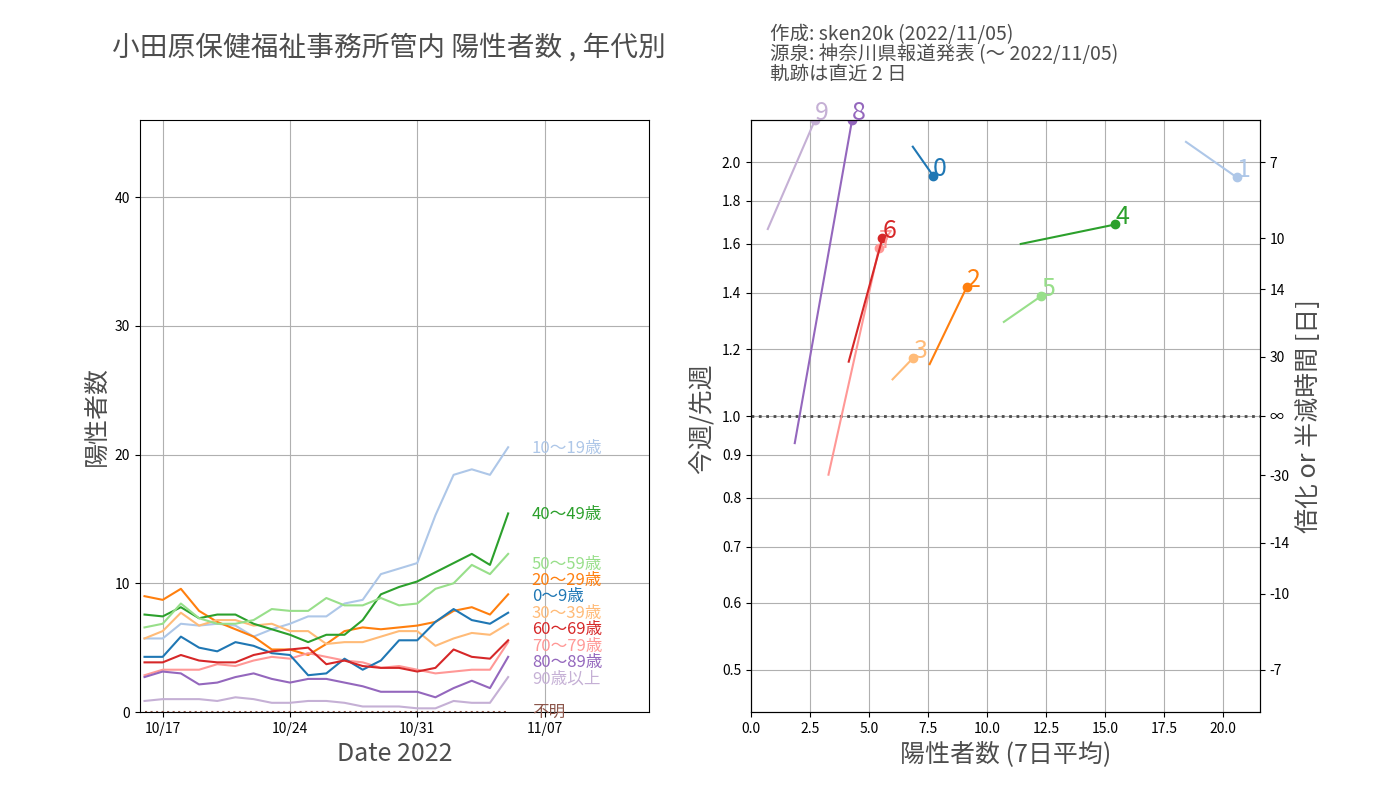 小田原保健福祉事務所管内 陽性者数 , 年代別
作成: sken20k (2022/11/05)
源泉: 神奈川県報道発表 (～ 2022/11/05)
軌跡は直近 2 日
陽性者数
40
30
20
10
0
10/17
10/24
10/31
11/07
Date 2022
10～19歳
40～49歳
50～59歳
20～29歳
0～9歳
30～39歳
60～69歳
70～79歳
80～89歳
90歳以上
不明
今週/先週
2.0
1.8
1.6
1.4
1.2
1.0
0.9
0.8
0.7
0.6
0.5
9
8
0
1
4
6
7
2
5
3
0.0
2.5
5.0
7.5
10.0
12.5
15.0
17.5
20.0
陽性者数 (7日平均)
7
10
14
30
∞
-30
-14
-10
-7
倍化 or 半減時間 [日]